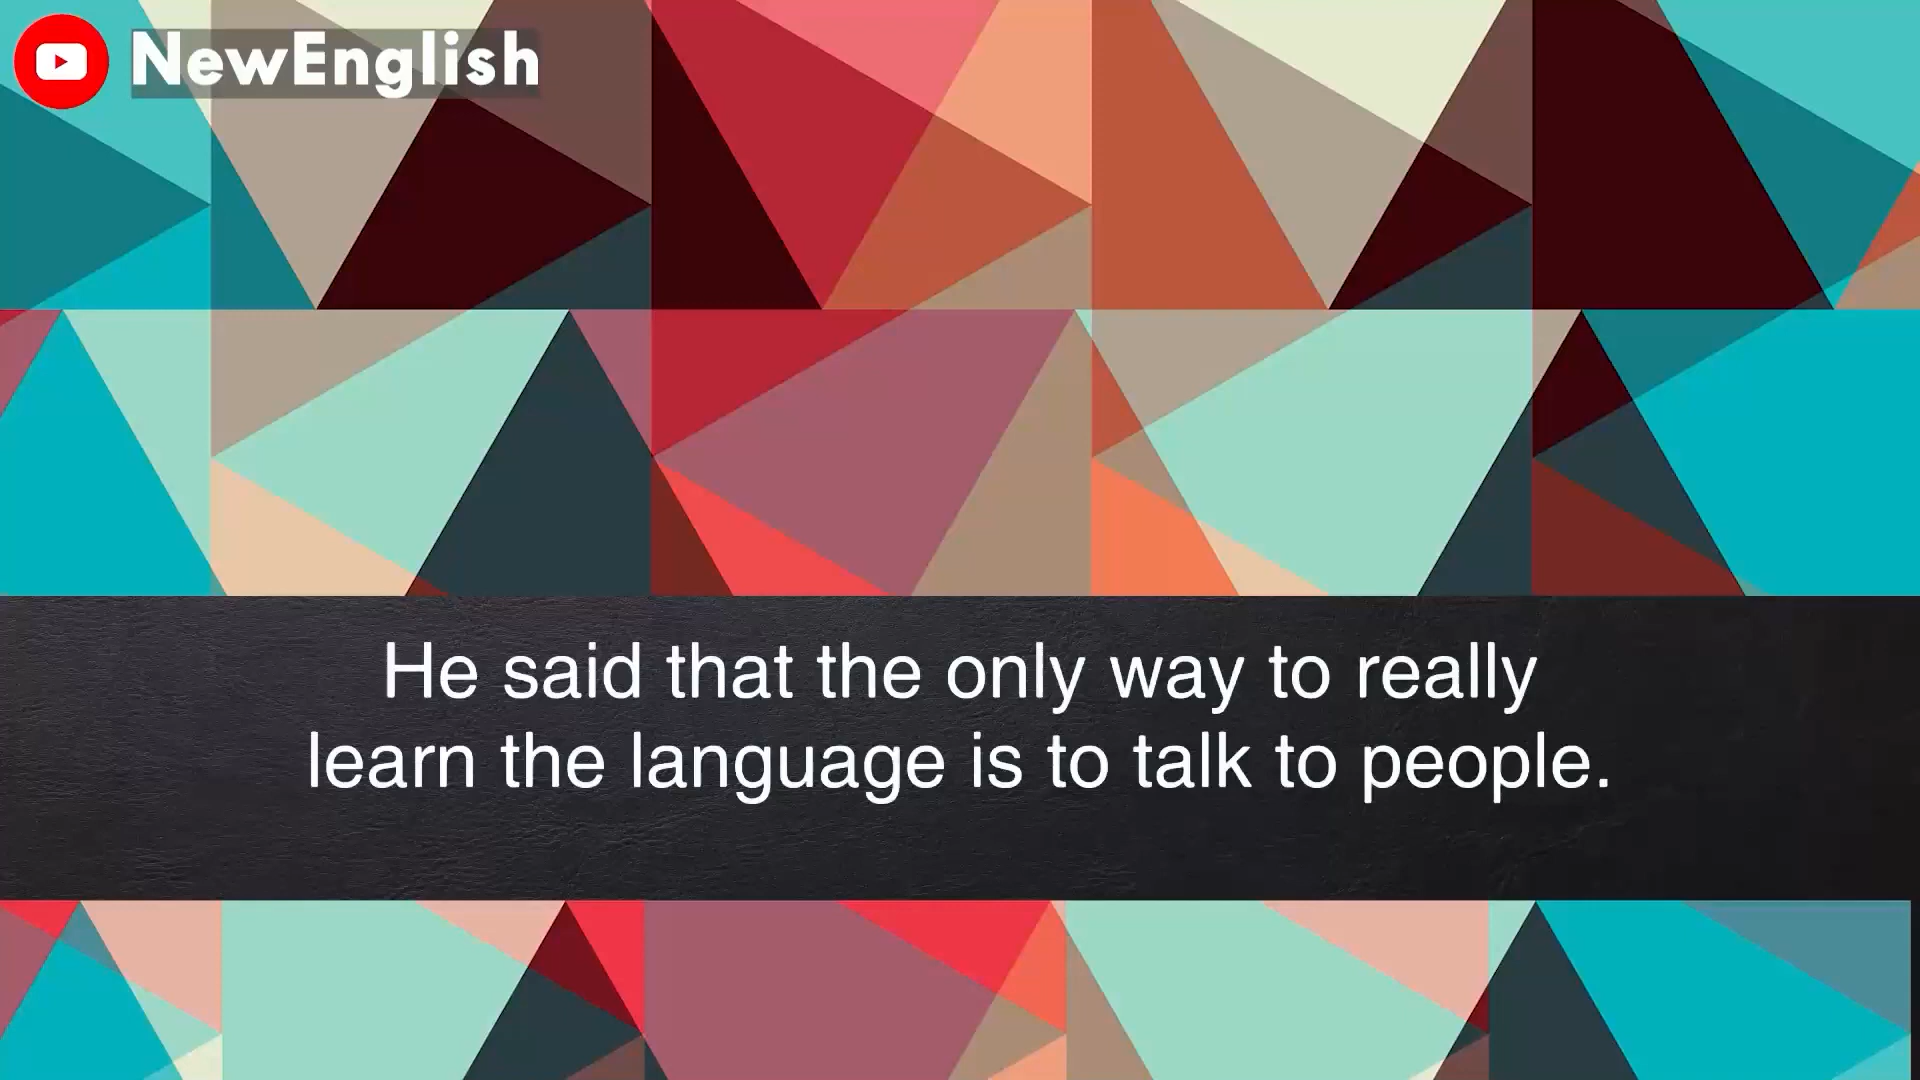 NewEnglish
He said that the only way to really
learn the language is to talk to people.